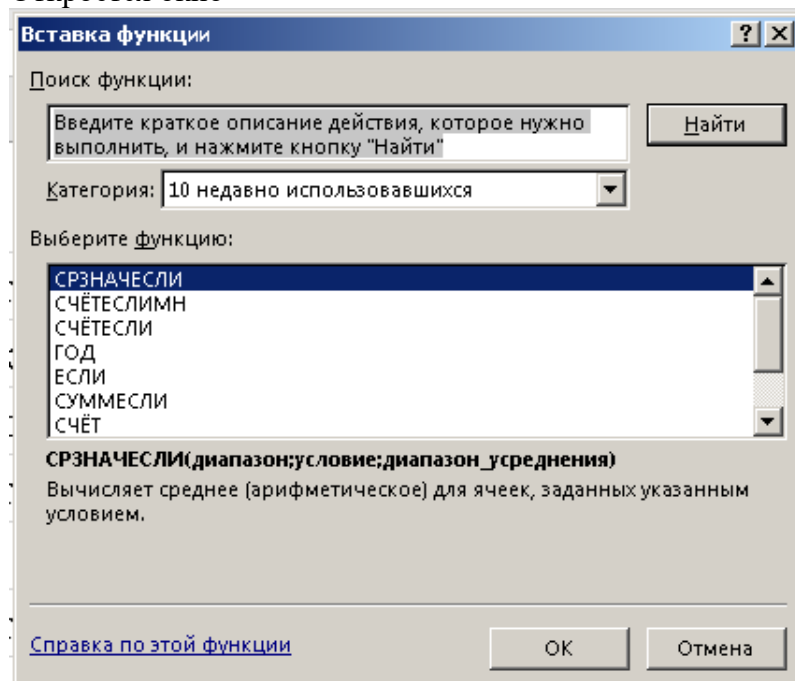 Вставка функции
Поиск функции:
Введите краткое описание действия, которое нужно
выполнить, и нажмите кнопку "Найти"
Найти
Категория: 10 недавно использовавшихся
Выберите функцию:
СРЗНАЧЕСЛИ
СЧЁТЕСЛИМН
СЧЁТЕСЛИ
ГОД
ЕСЛИ
СУММЕСЛИ
СЧЁТ
СРЗНАЧЕСЛИ(диапазон;условие;диапазон_усреднения)
Вычисляет среднее (арифметическое) для ячеек, заданных указанным
условием.
Справка по этой функции
ОК
Отмена